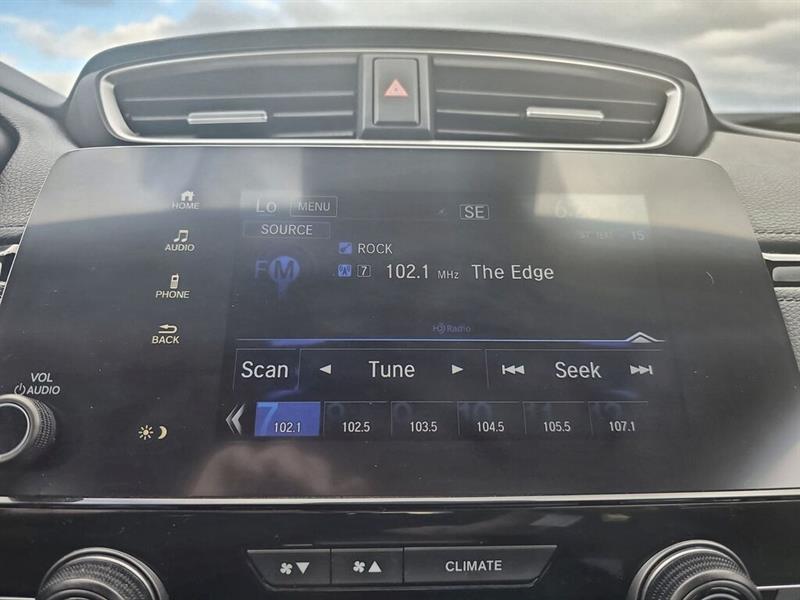 HOME
AUDIO
PHONE
BACK
VOL
AUDIO
Lo MENU SE
SOURCE
ROCK
FM
7 102.1 MHz The Edge
HD Radio
Scan Tune Seek
7 102.1 102.5 103.5 104.5 105.5 107.1
CLIMATE